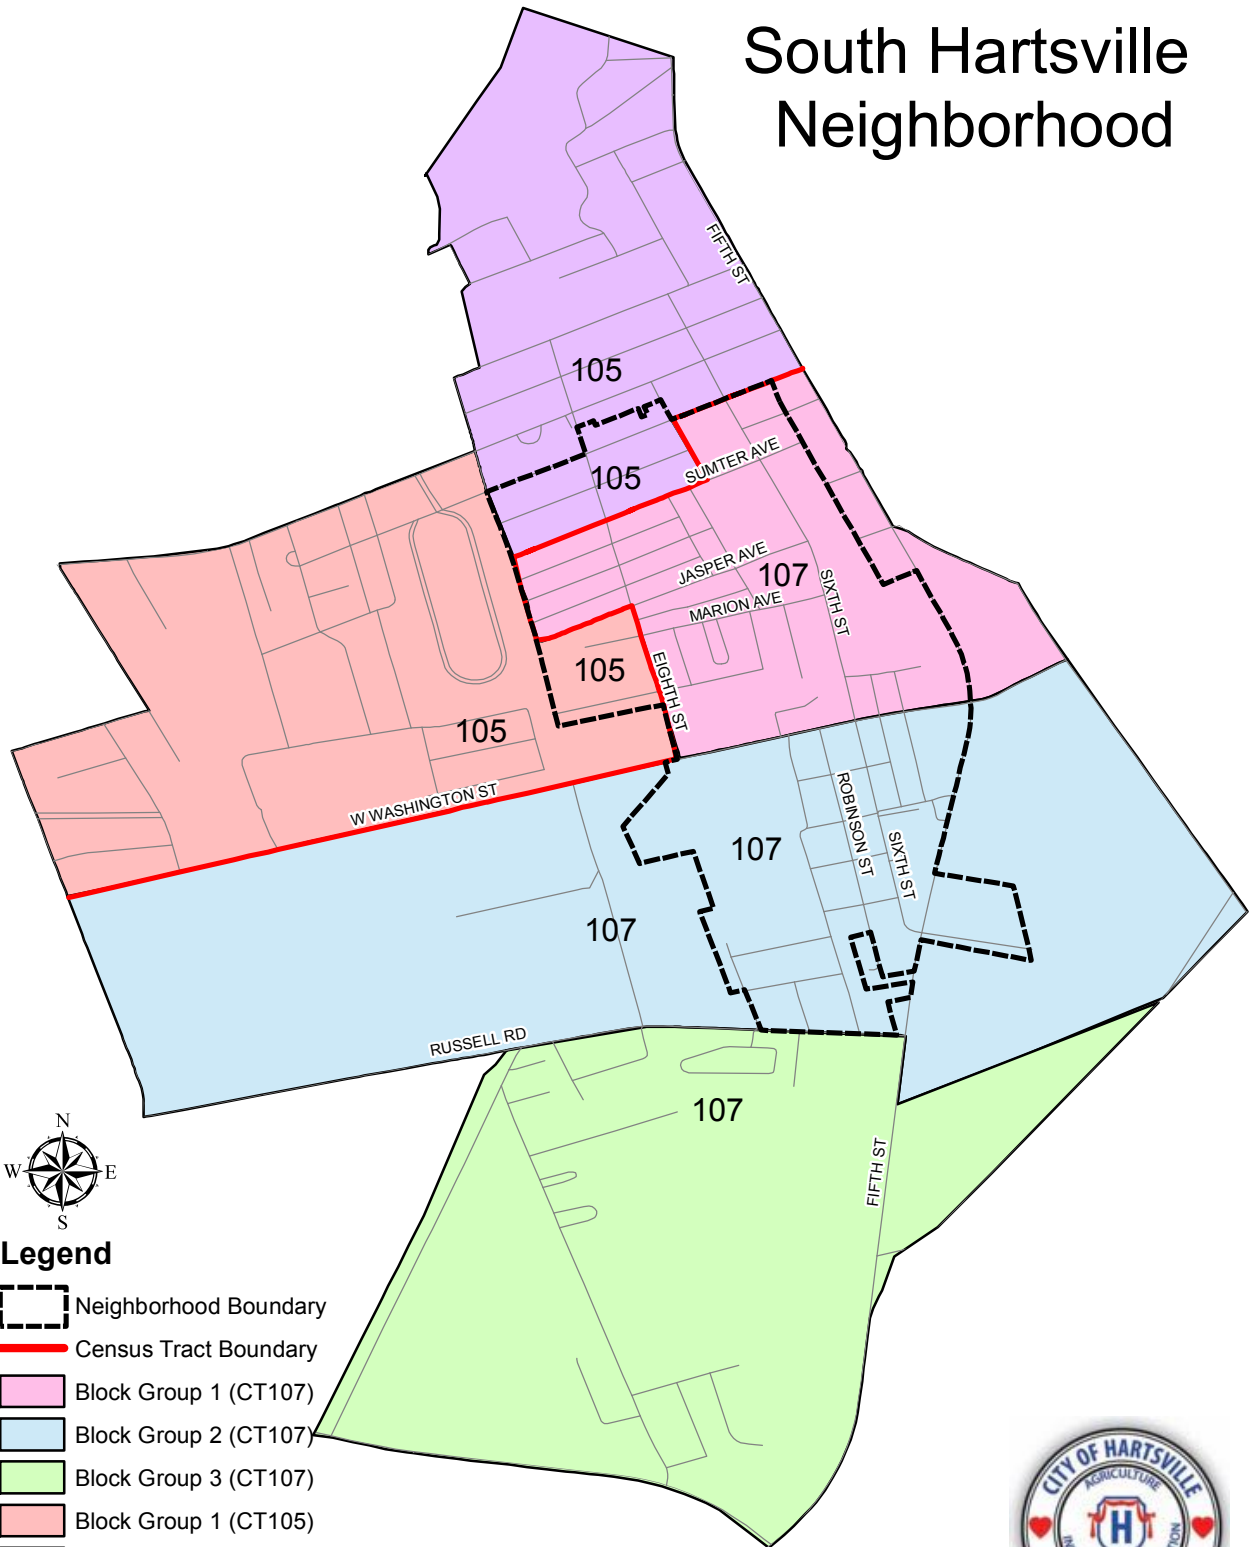 South Hartsville
Neighborhood
FIFTH ST
105
105
SUMTER AVE
JASPER AVE
107
SIXTH ST
MARION AVE
105
EIGHTH ST
105
W WASHINGTON ST
ROBINSON ST
107
SIXTH ST
107
RUSSELL RD
107
FIFTH ST
N
W
E
S
Legend
Neighborhood Boundary
Census Tract Boundary
Block Group 1 (CT107)
Block Group 2 (CT107)
Block Group 3 (CT107)
Block Group 1 (CT105)
CITY OF HARTSVILLE
AGRICULTURE
H